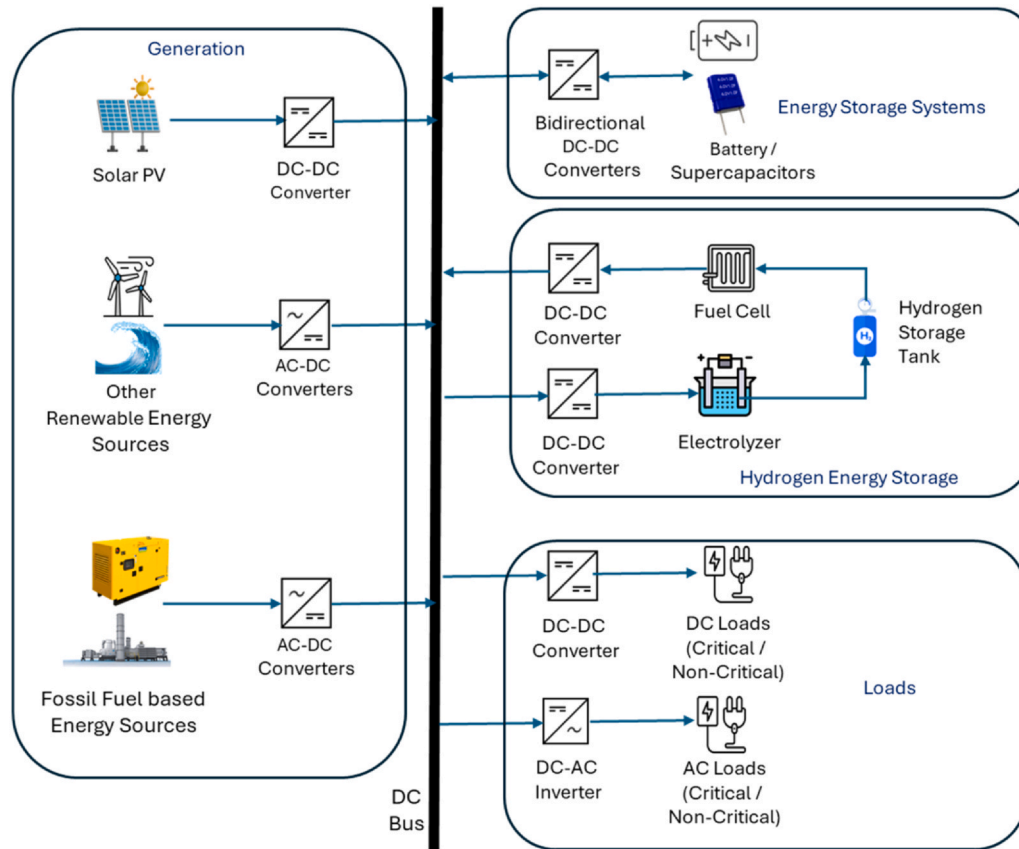 Generation
Solar PV
DC-DC
Converter
Other
Renewable Energy
Sources
AC-DC
Converters
Fossil Fuel based
Energy Sources
AC-DC
Converters
DC
Bus
Bidirectional
DC-DC
Converters
Battery /
Supercapacitors
Energy Storage Systems
DC-DC
Converter
Fuel Cell
Hydrogen
Storage
Tank
H₂
DC-DC
Converter
Electrolyzer
Hydrogen Energy Storage
DC-DC
Converter
DC Loads
(Critical /
Non-Critical)
Loads
DC-AC
Inverter
AC Loads
(Critical /
Non-Critical)